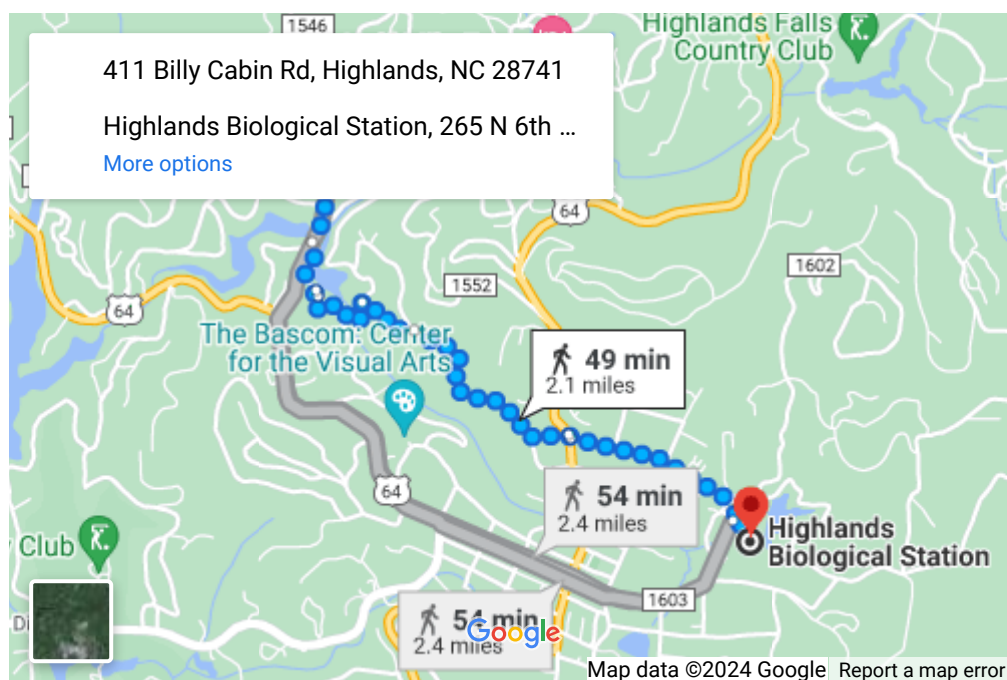 1546
Highlands Falls
Country Club
411 Billy Cabin Rd, Highlands, NC 28741
Highlands Biological Station, 265 N 6th ...
More options
64
1602
1552
64
The Bascom: Center
for the Visual Arts
49 min
2.1 miles
64
54 min
2.4 miles
Highlands
Biological Station
Club
1603
54 min
2.4 miles
Google
Map data ©2024 Google
Report a map error